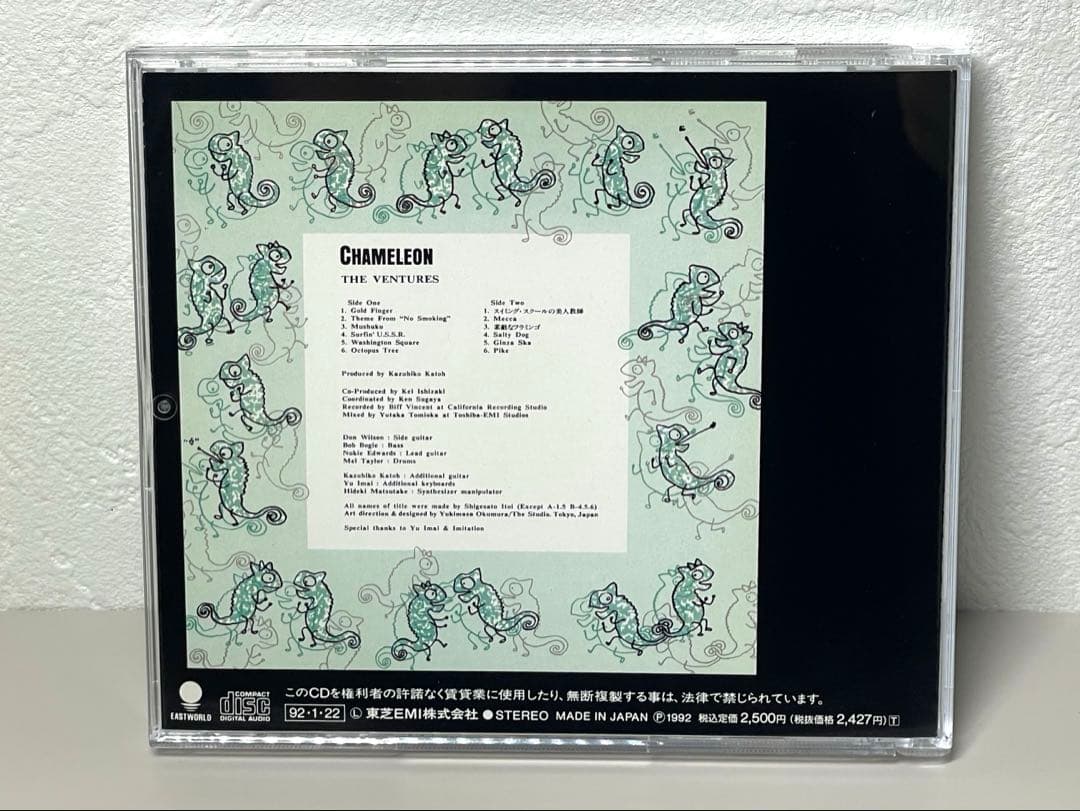 CHAMELEON
THE VENTURES
Side One
1. Gold Finger
2. Theme From "No Smoking"
3. Mushuku
4. Surfin' U.S.S.R.
5. Washington Square
6. Octopus Tree
Side Two
1. スイミング・スクールの美人教師
2. Mecca
3. 素敵なフラミンゴ
4. Salty Dog
5. Ginza Ska
6. Pike
Produced by Kazuhiko Katoh
Co-Produced by Kei Ishizaki
Coordinated by Ken Sugaya
Recorded by Biff Vincent at California Recording Studio
Mixed by Yutaka Tomioka at Toshiba-EMI Studios
Don Wilson : Side guitar
Bob Bogle : Bass
Nokie Edwards : Lead guitar
Mel Taylor : Drums
Kazuhiko Katoh : Additional guitar
Yu Imai : Additional keyboards
Hideki Matsutake : Synthesizer manipulator
All names of title were made by Shigesato Itoi (Except A-1.5 B-4.5.6)
Art direction & designed by Yukimasa Okumura/The Studio. Tokyo, Japan
Special thanks to Yu Imai & Imitation
EASTWORLD
COMPACT
disc
DIGITAL AUDIO
このCDを権利者の許諾なく賃貸業に使用したり、無断複製する事は、法律で禁じられています。
92・1・22 Ⓛ 東芝EMI株式会社 ●STEREO MADE IN JAPAN Ⓟ1992 税込定価 2,500円 (税抜価格 2,427円) T